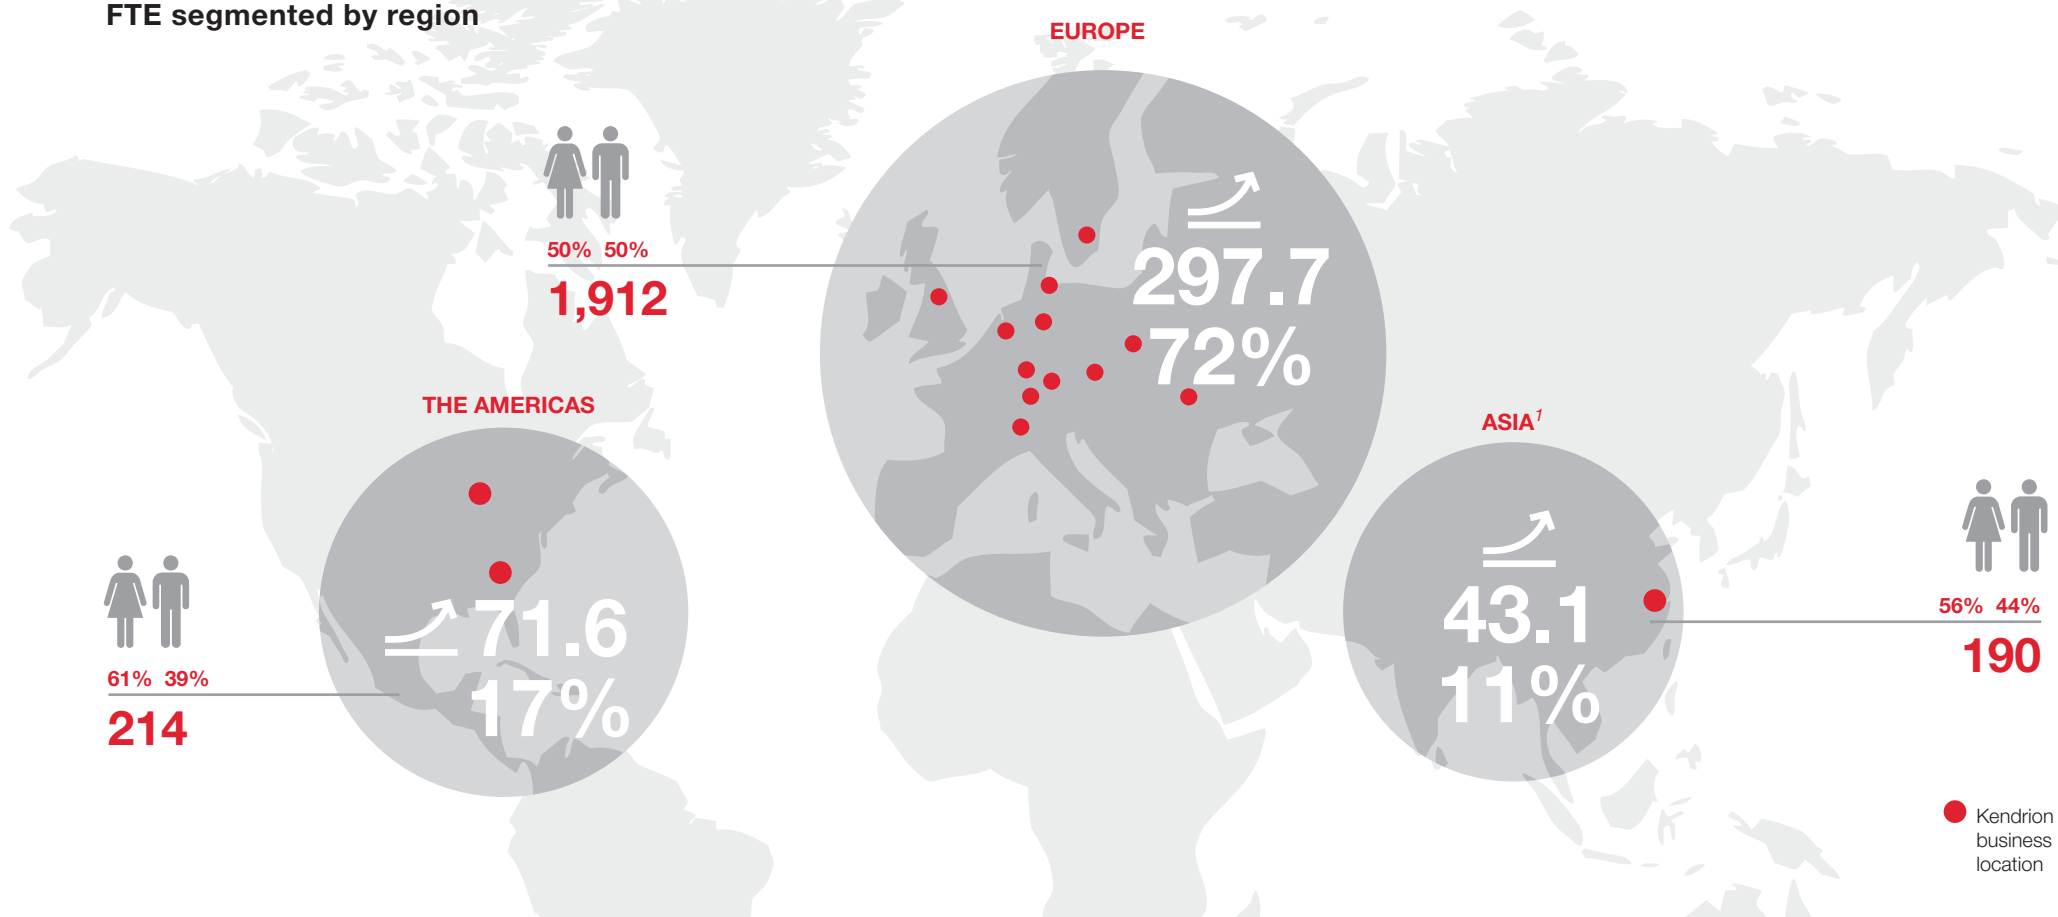 FTE segmented by region
EUROPE
50% 50%
1,912
297.7
72%
THE AMERICAS
61% 39%
214
71.6
17%
ASIA¹
43.1
11%
56% 44%
190
Kendrion
business
location